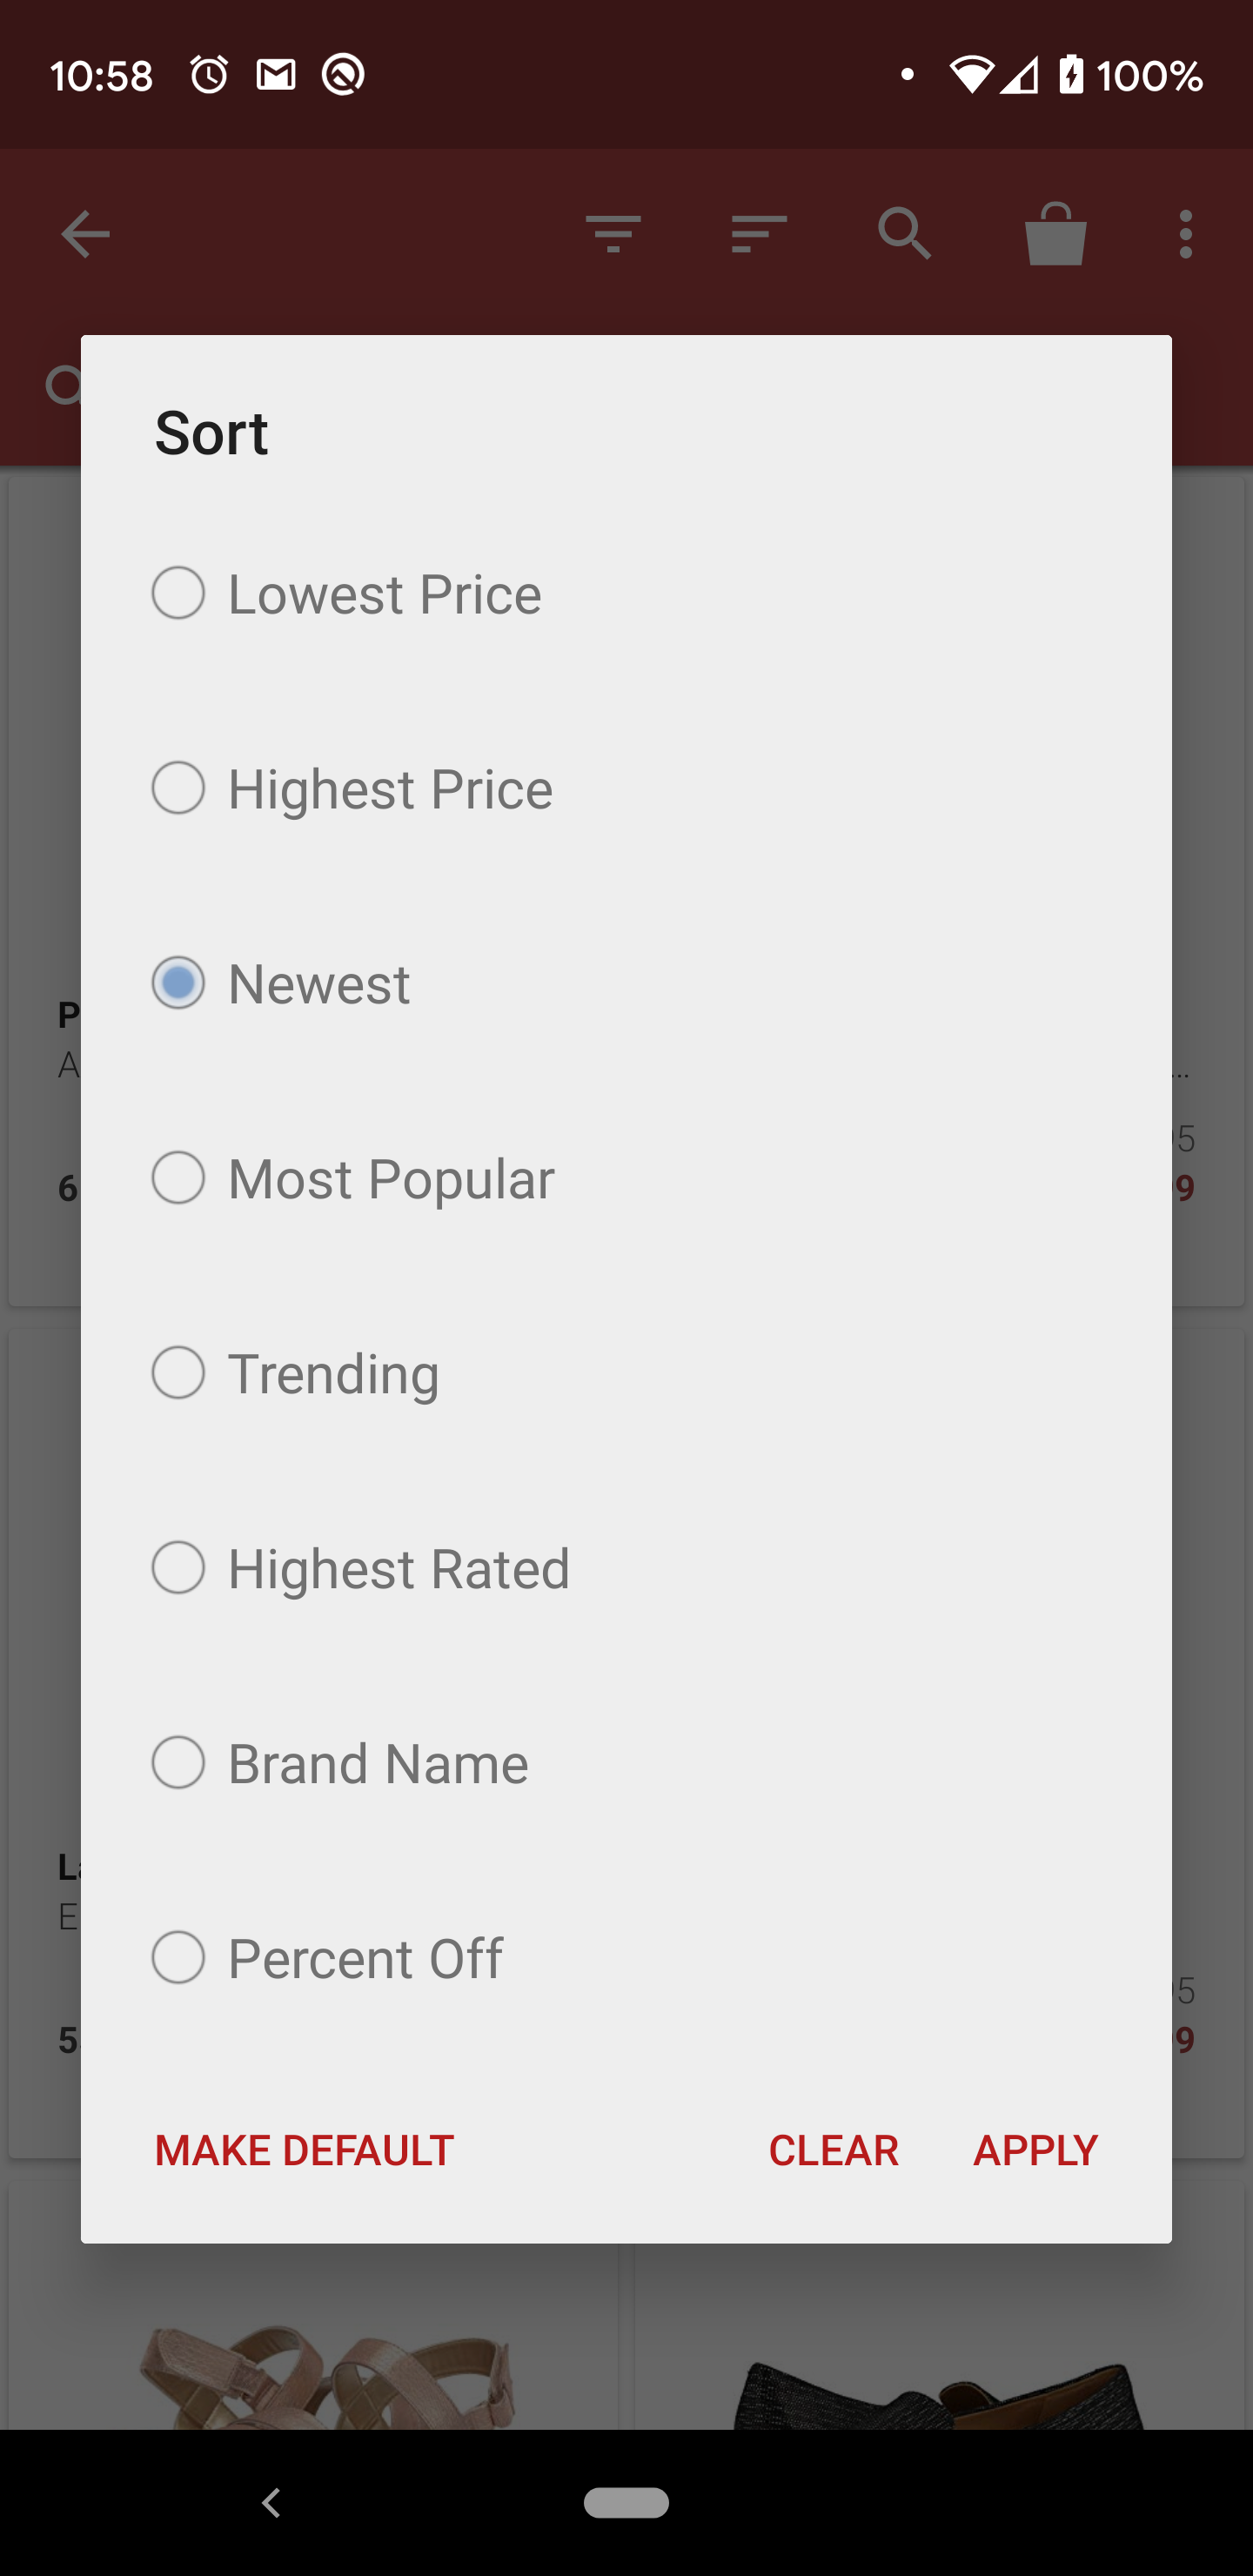 10:58 100%
Sort
Lowest Price
Highest Price
Newest
Most Popular
Trending
Highest Rated
Brand Name
Percent Off
MAKE DEFAULT CLEAR APPLY